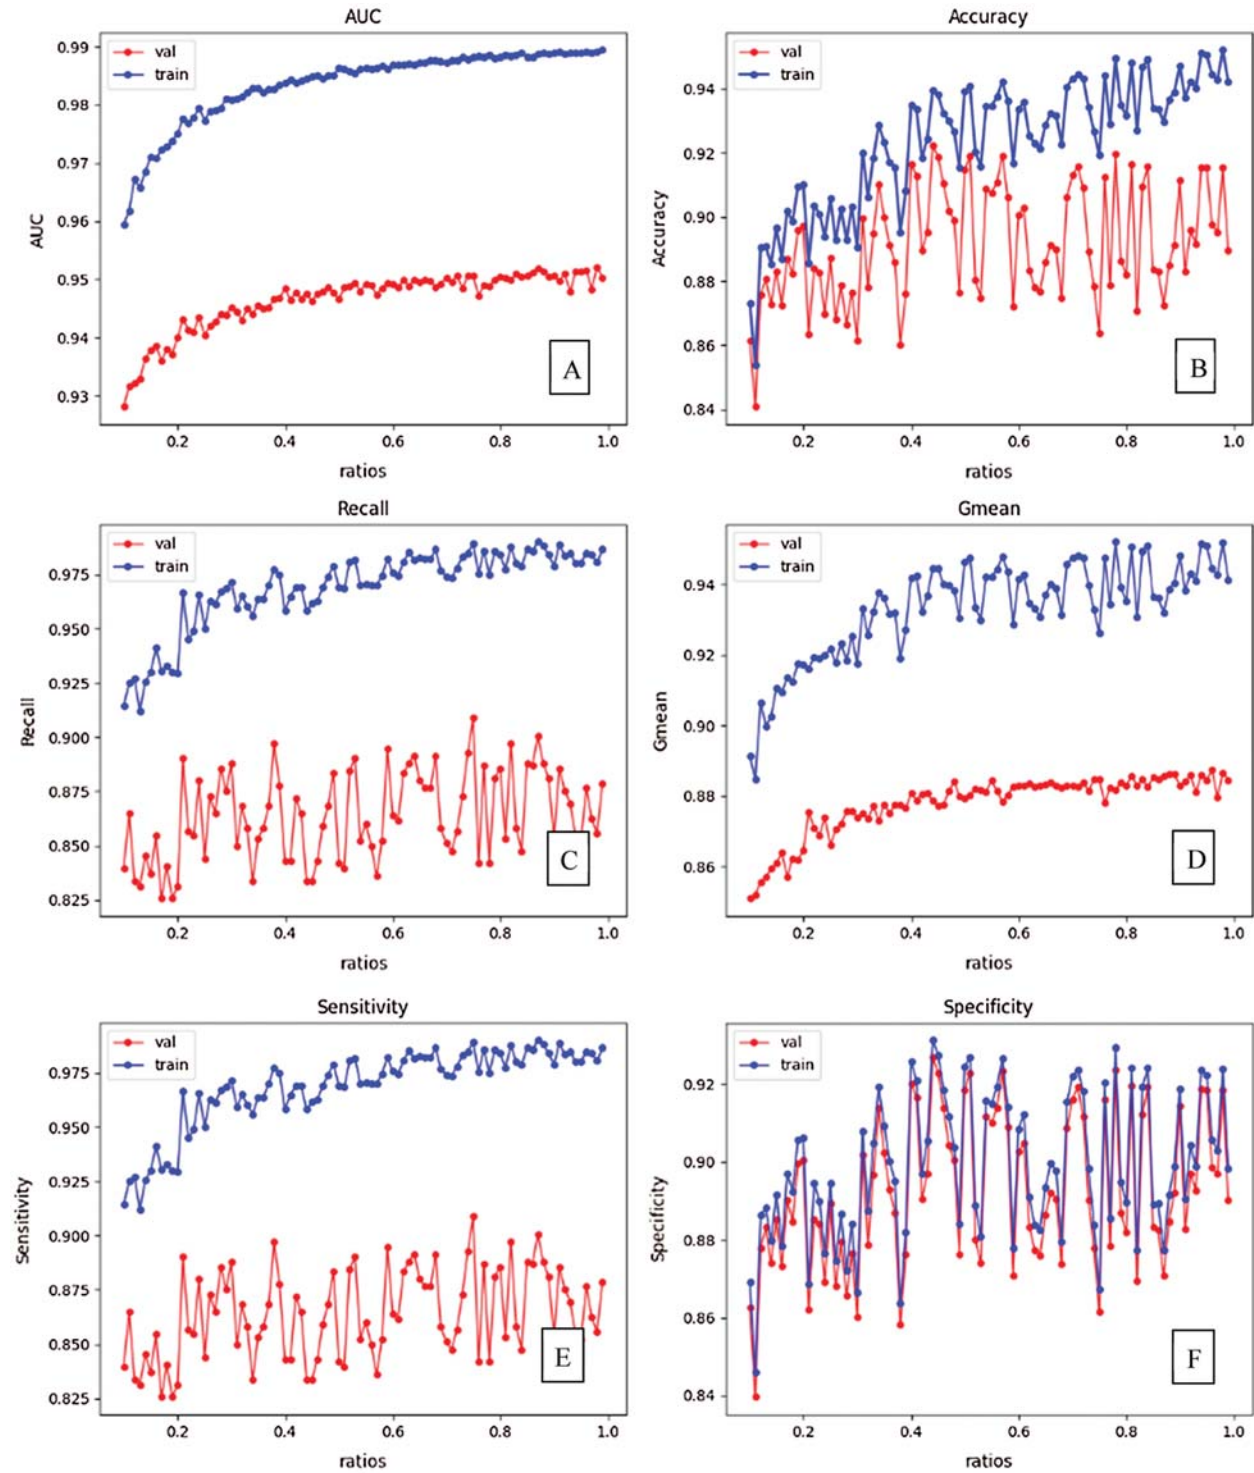 AUC
val
train
0.99
0.98
0.97
0.96
0.95
0.94
0.93
AUC
A
0.2 0.4 0.6 0.8 1.0
ratios
Accuracy
val
train
0.94
0.92
0.90
0.88
0.86
0.84
Accuracy
B
0.2 0.4 0.6 0.8 1.0
ratios
Recall
val
train
0.975
0.950
0.925
0.900
0.875
0.850
0.825
Recall
C
0.2 0.4 0.6 0.8 1.0
ratios
Gmean
val
train
0.94
0.92
0.90
0.88
0.86
Gmean
D
0.2 0.4 0.6 0.8 1.0
ratios
Sensitivity
val
train
0.975
0.950
0.925
0.900
0.875
0.850
0.825
Sensitivity
E
0.2 0.4 0.6 0.8 1.0
ratios
Specificity
val
train
0.92
0.90
0.88
0.86
0.84
Specificity
F
0.2 0.4 0.6 0.8 1.0
ratios